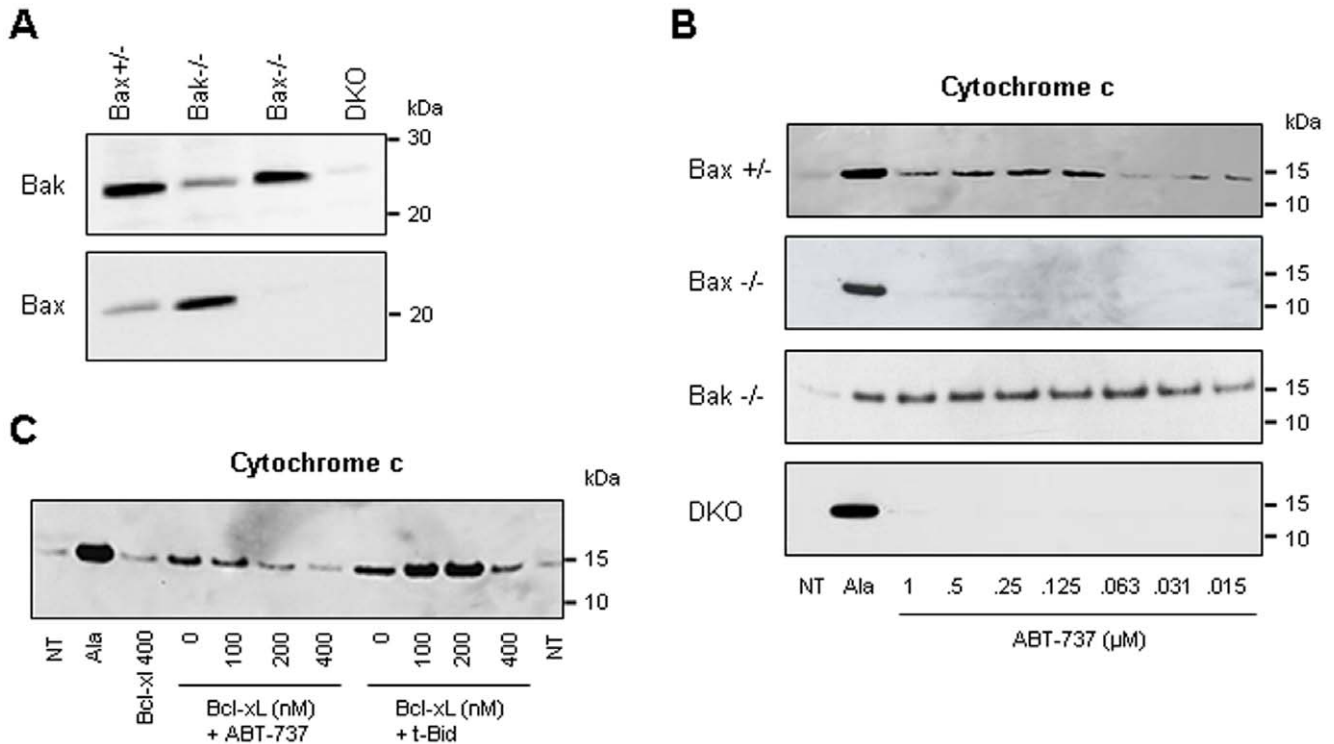 A
Bax+/-
Bak-/-
Bax-/-
DKO
kDa
Bak
30
20
Bax
20
B
Cytochrome c
kDa
Bax +/-
15
10
Bax -/-
15
10
Bak -/-
15
10
DKO
15
10
NT Ala 1 .5 .25 .125 .063 .031 .015
ABT-737 (µM)
C
Cytochrome c
kDa
15
10
NT
Ala
Bcl-xl 400
0
100
200
400
0
100
200
400
NT
Bcl-xL (nM)
+ ABT-737
Bcl-xL (nM)
+ t-Bid